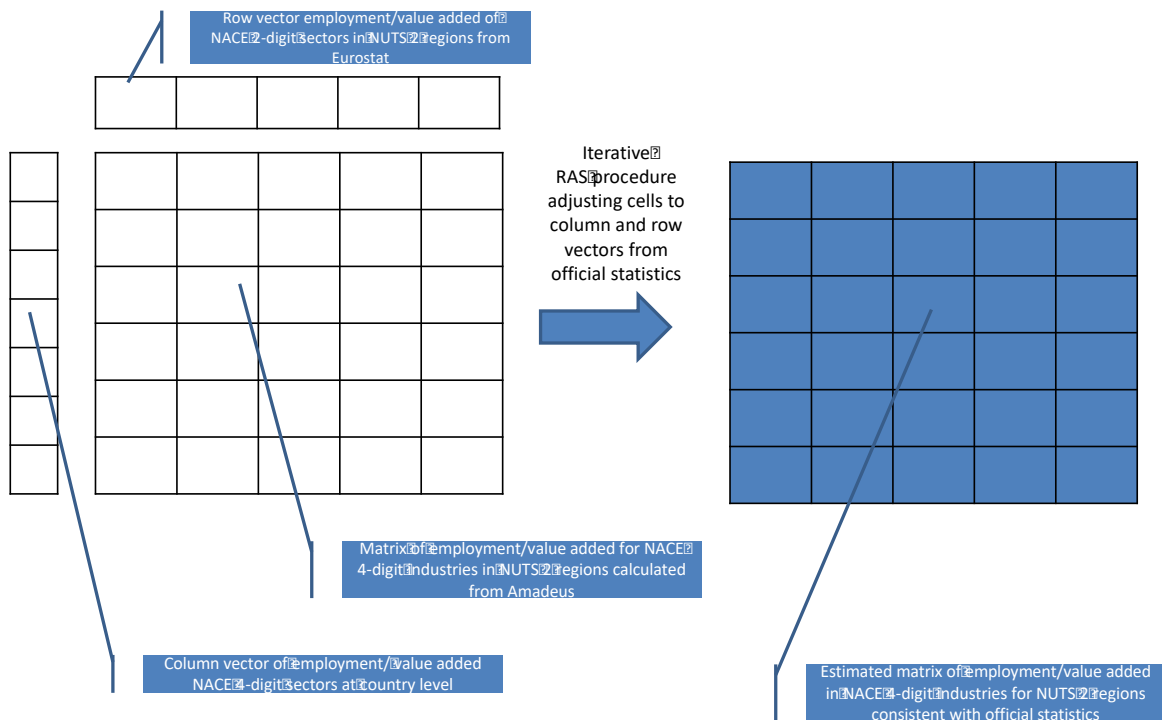 Row vector employment/value added of
NACE 2-digit sectors in NUTS 2 regions from
Eurostat
Iterative
RAS procedure
adjusting cells to
column and row
vectors from
official statistics
Matrix of employment/value added for NACE
4-digit industries in NUTS 2 regions calculated
from Amadeus
Column vector of employment/ value added
NACE 4-digit sectors at country level
Estimated matrix of employment/value added
in NACE 4-digit industries for NUTS 2 regions
consistent with official statistics